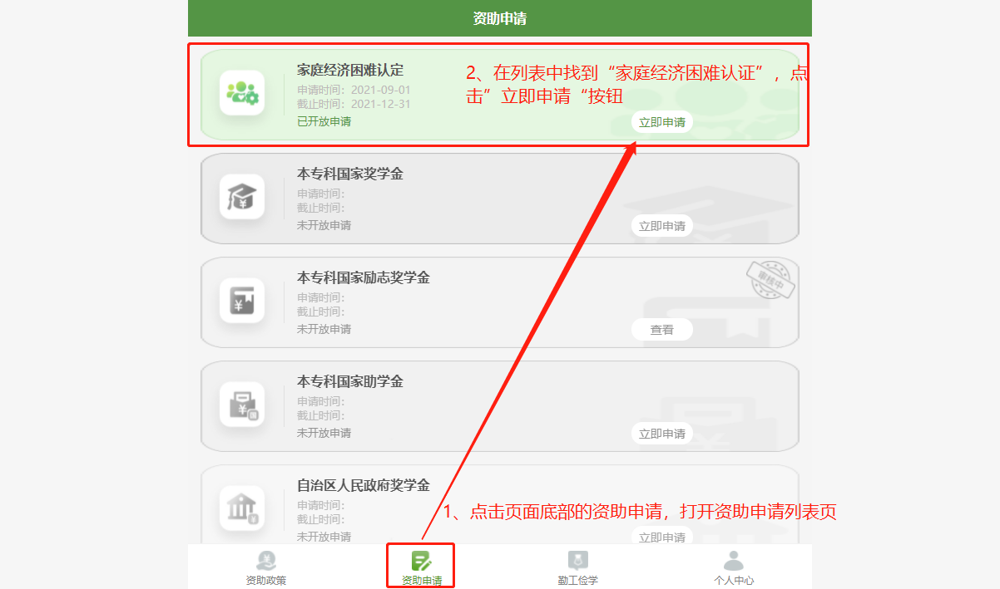 资助申请
家庭经济困难认定
申请时间：2021-09-01
截止时间：2021-12-31
已开放申请
立即申请
2、在列表中找到“家庭经济困难认证”，点
击”立即申请“按钮
本专科国家奖学金
申请时间：
截止时间：
未开放申请
立即申请
本专科国家励志奖学金
申请时间：
截止时间：
未开放申请
审核中
查看
本专科国家助学金
申请时间：
截止时间：
未开放申请
立即申请
自治区人民政府奖学金
申请时间：
截止时间：
未开放申请
立即申请
1、点击页面底部的资助申请，打开资助申请列表页
资助政策
资助申请
勤工俭学
个人中心